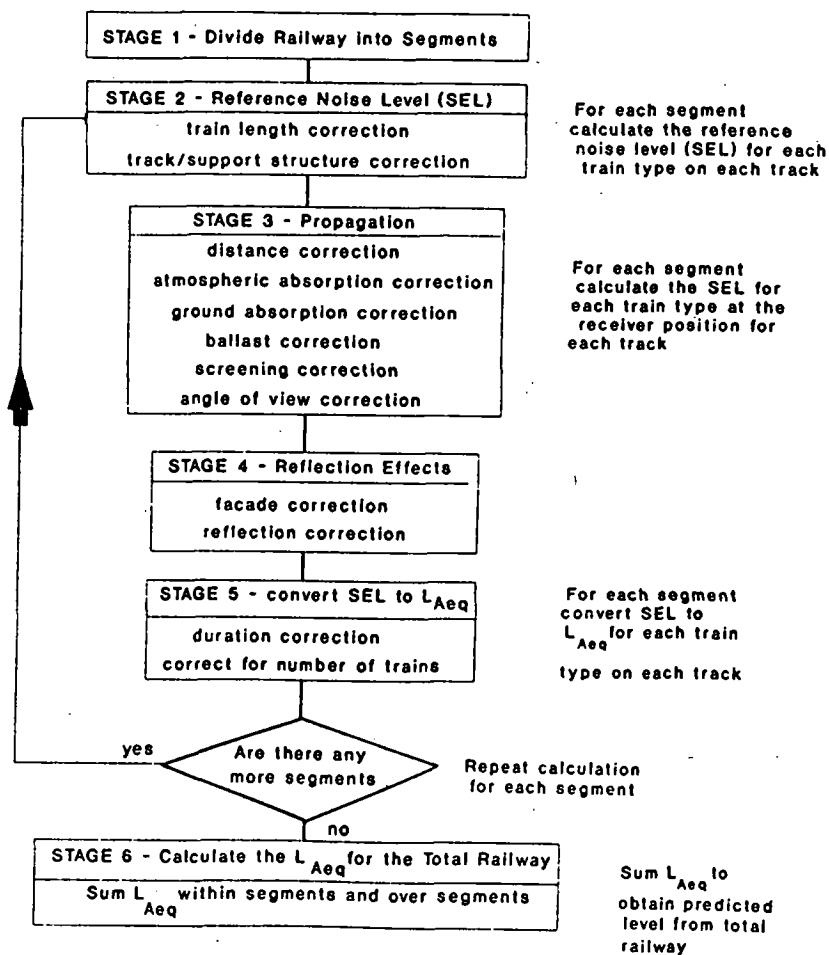 STAGE 1 - Divide Railway into Segments
STAGE 2 - Reference Noise Level (SEL)
train length correction
track/support structure correction
For each segment
calculate the reference
noise level (SEL) for each
train type on each track
STAGE 3 - Propagation
distance correction
atmospheric absorption correction
ground absorption correction
ballast correction
screening correction
angle of view correction
For each segment
calculate the SEL for
each train type at the
receiver position for
each track
STAGE 4 - Reflection Effects
facade correction
reflection correction
STAGE 5 - convert SEL to LAeq
duration correction
correct for number of trains
For each segment
convert SEL to
LAeq for each train
type on each track
yes
Are there any
more segments
Repeat calculation
for each segment
no
STAGE 6 - Calculate the LAeq for the Total Railway
Sum LAeq within segments and over segments
Sum LAeq to
obtain predicted
level from total
railway